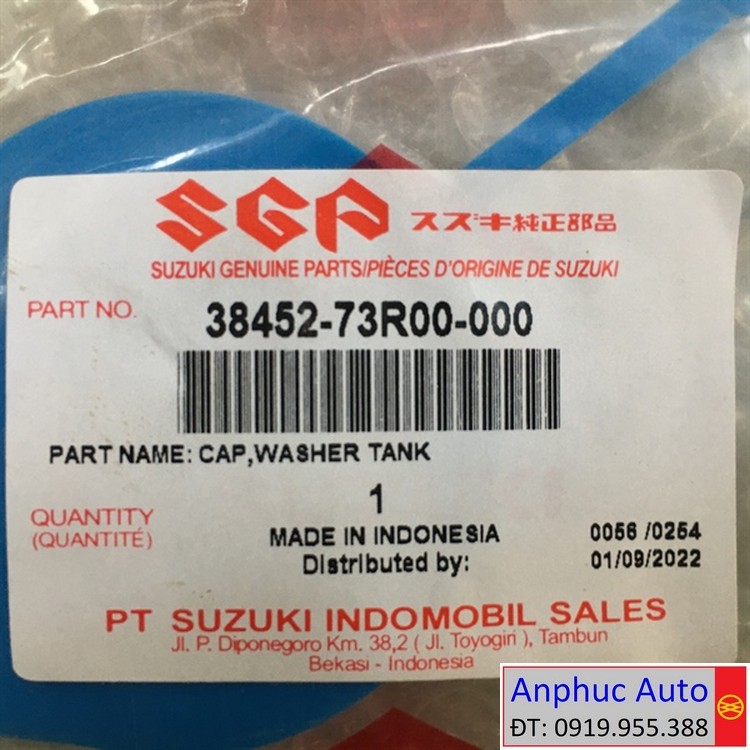 SGP スズキ純正部品
SUZUKI GENUINE PARTS/PIÈCES D'ORIGINE DE SUZUKI
PART NO. 38452-73R00-000
PART NAME: CAP,WASHER TANK
QUANTITY 1
(QUANTITÉ) MADE IN INDONESIA 0056 /0254
Distributed by: 01/09/2022
PT SUZUKI INDOMOBIL SALES
Jl. P. Diponegoro Km. 38,2 ( Jl. Toyogiri ), Tambun
Bekasi - Indonesia
Anphuc Auto
ĐT: 0919.955.388